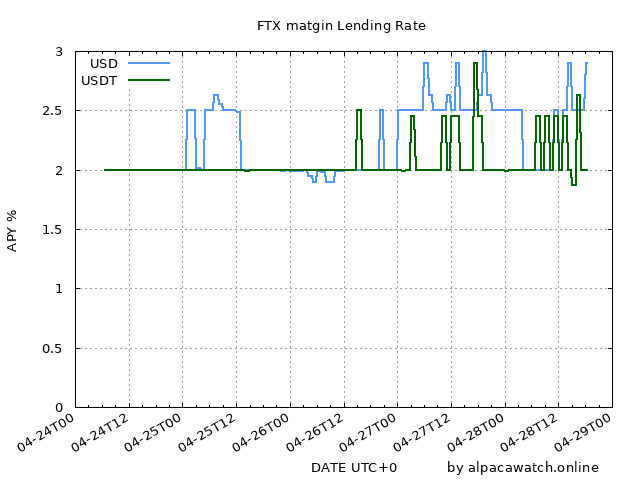 FTX matgin Lending Rate
USD
USDT
3
2.5
2
1.5
1
0.5
0
APY %
04-24T00
04-24T12
04-25T00
04-25T12
04-26T00
04-26T12
04-27T00
04-27T12
04-28T00
04-28T12
04-29T00
DATE UTC+0
by alpacawatch.online